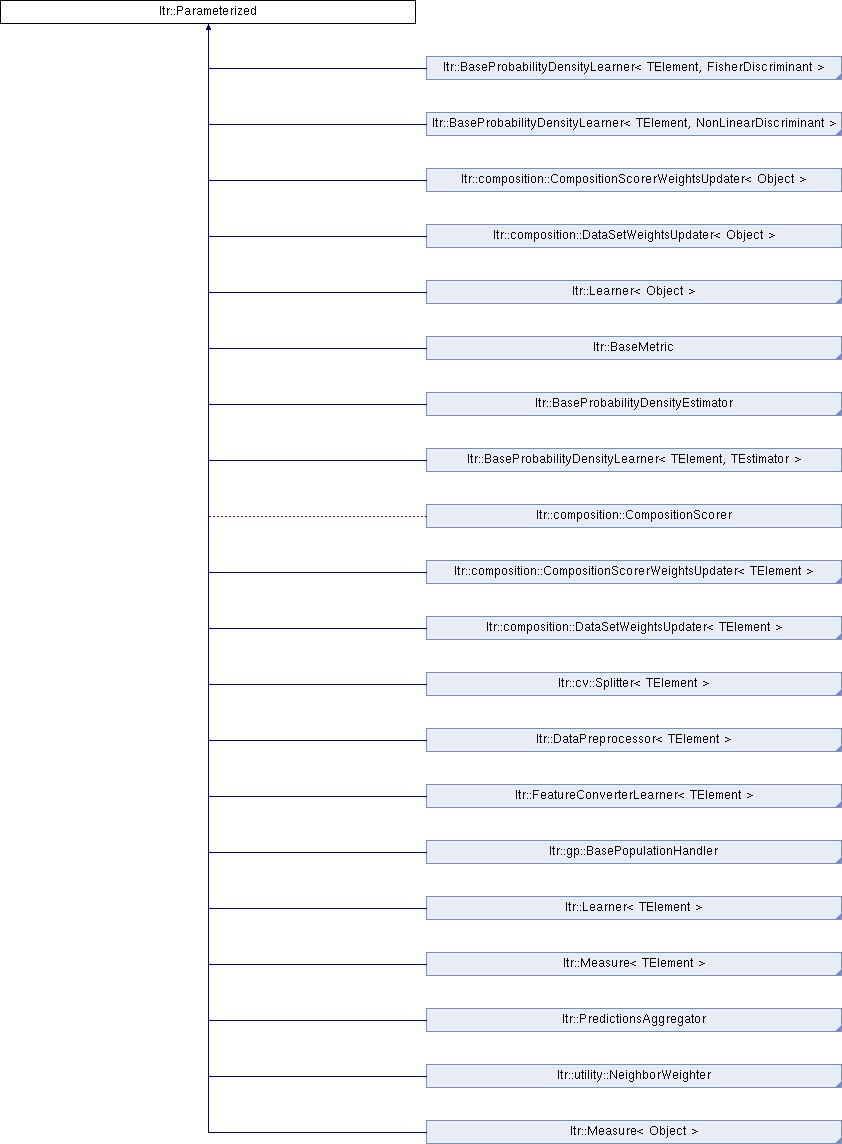 ltr::Parameterized
ltr::BaseProbabilityDensityLearner< TElement, FisherDiscriminant >
ltr::BaseProbabilityDensityLearner< TElement, NonLinearDiscriminant >
ltr::composition::CompositionScorerWeightsUpdater< Object >
ltr::composition::DataSetWeightsUpdater< Object >
ltr::Learner< Object >
ltr::BaseMetric
ltr::BaseProbabilityDensityEstimator
ltr::BaseProbabilityDensityLearner< TElement, TEstimator >
ltr::composition::CompositionScorer
ltr::composition::CompositionScorerWeightsUpdater< TElement >
ltr::composition::DataSetWeightsUpdater< TElement >
ltr::cv::Splitter< TElement >
ltr::DataPreprocessor< TElement >
ltr::FeatureConverterLearner< TElement >
ltr::gp::BasePopulationHandler
ltr::Learner< TElement >
ltr::Measure< TElement >
ltr::PredictionsAggregator
ltr::utility::NeighborWeighter
ltr::Measure< Object >